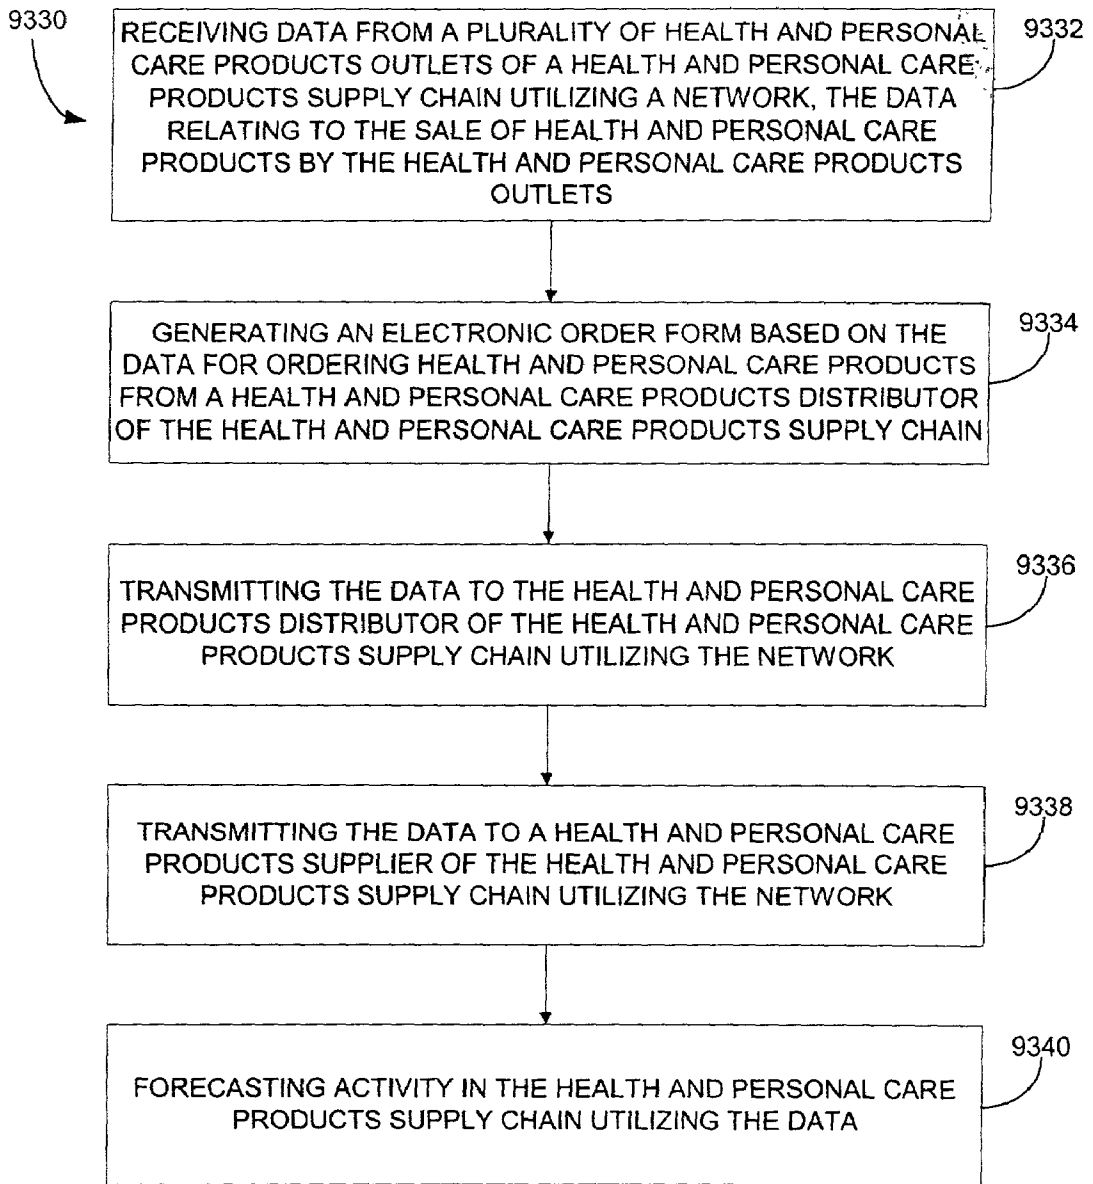 9330
RECEIVING DATA FROM A PLURALITY OF HEALTH AND PERSONAL
CARE PRODUCTS OUTLETS OF A HEALTH AND PERSONAL CARE
PRODUCTS SUPPLY CHAIN UTILIZING A NETWORK, THE DATA
RELATING TO THE SALE OF HEALTH AND PERSONAL CARE
PRODUCTS BY THE HEALTH AND PERSONAL CARE PRODUCTS
OUTLETS
9332
GENERATING AN ELECTRONIC ORDER FORM BASED ON THE
DATA FOR ORDERING HEALTH AND PERSONAL CARE PRODUCTS
FROM A HEALTH AND PERSONAL CARE PRODUCTS DISTRIBUTOR
OF THE HEALTH AND PERSONAL CARE PRODUCTS SUPPLY CHAIN
9334
TRANSMITTING THE DATA TO THE HEALTH AND PERSONAL CARE
PRODUCTS DISTRIBUTOR OF THE HEALTH AND PERSONAL CARE
PRODUCTS SUPPLY CHAIN UTILIZING THE NETWORK
9336
TRANSMITTING THE DATA TO A HEALTH AND PERSONAL CARE
PRODUCTS SUPPLIER OF THE HEALTH AND PERSONAL CARE
PRODUCTS SUPPLY CHAIN UTILIZING THE NETWORK
9338
FORECASTING ACTIVITY IN THE HEALTH AND PERSONAL CARE
PRODUCTS SUPPLY CHAIN UTILIZING THE DATA
9340